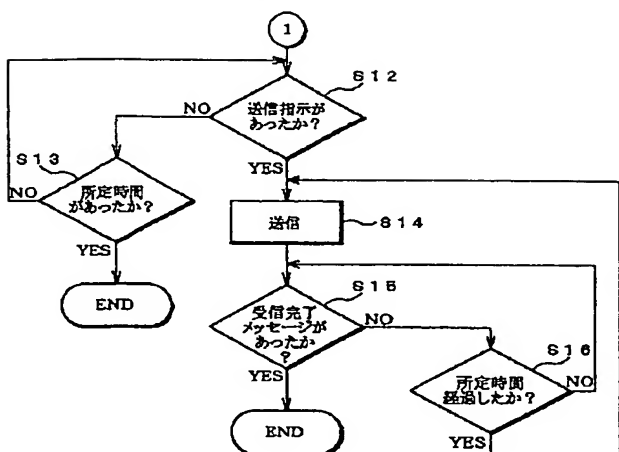 1
S12
送信指示が
あったか?
NO
YES
S13
所定時間
があったか?
NO
YES
END
送信
S14
S15
受信完了
メッセージが
あったか
?
NO
YES
END
S16
所定時間
経過したか?
NO
YES